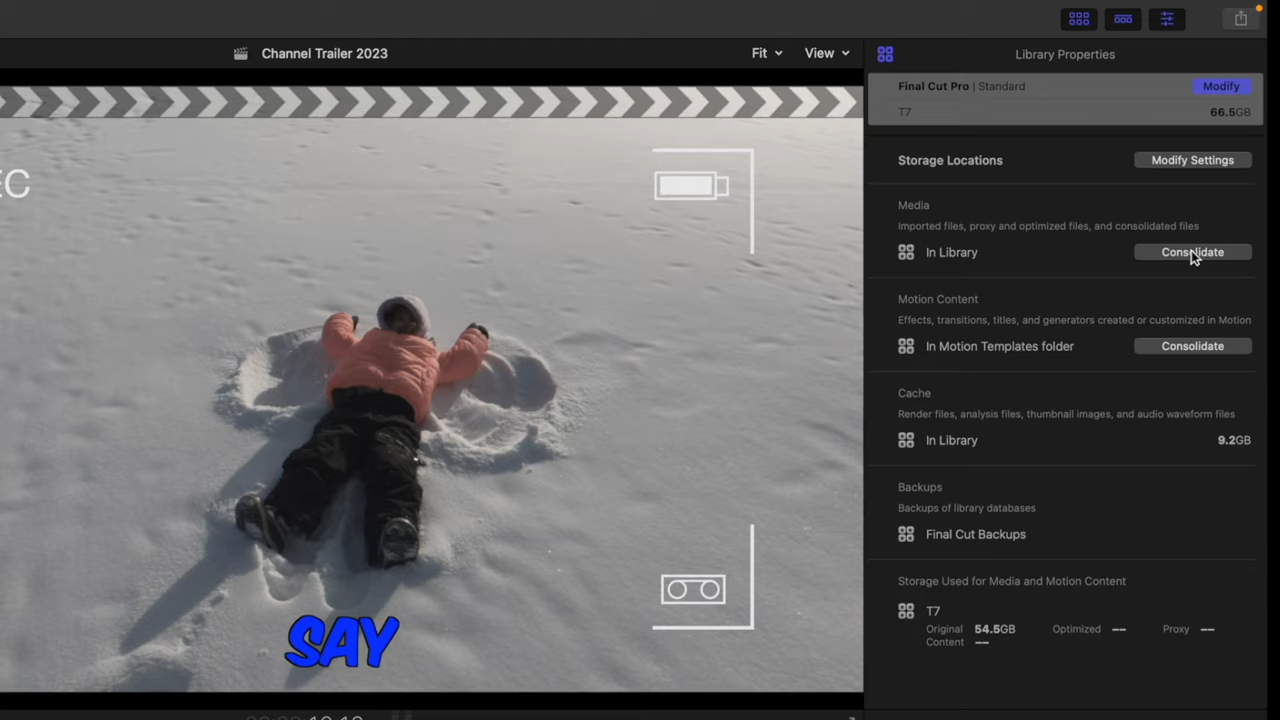 Channel Trailer 2023
Fit
View
EC
SAY
Library Properties
Final Cut Pro | Standard
Modify
T7
66.5GB
Storage Locations
Modify Settings
Media
Imported files, proxy and optimized files, and consolidated files
In Library
Consolidate
Motion Content
Effects, transitions, titles, and generators created or customized in Motion
In Motion Templates folder
Consolidate
Cache
Render files, analysis files, thumbnail images, and audio waveform files
In Library
9.2GB
Backups
Backups of library databases
Final Cut Backups
Storage Used for Media and Motion Content
T7
Original 54.5GB Optimized -- Proxy --
Content --